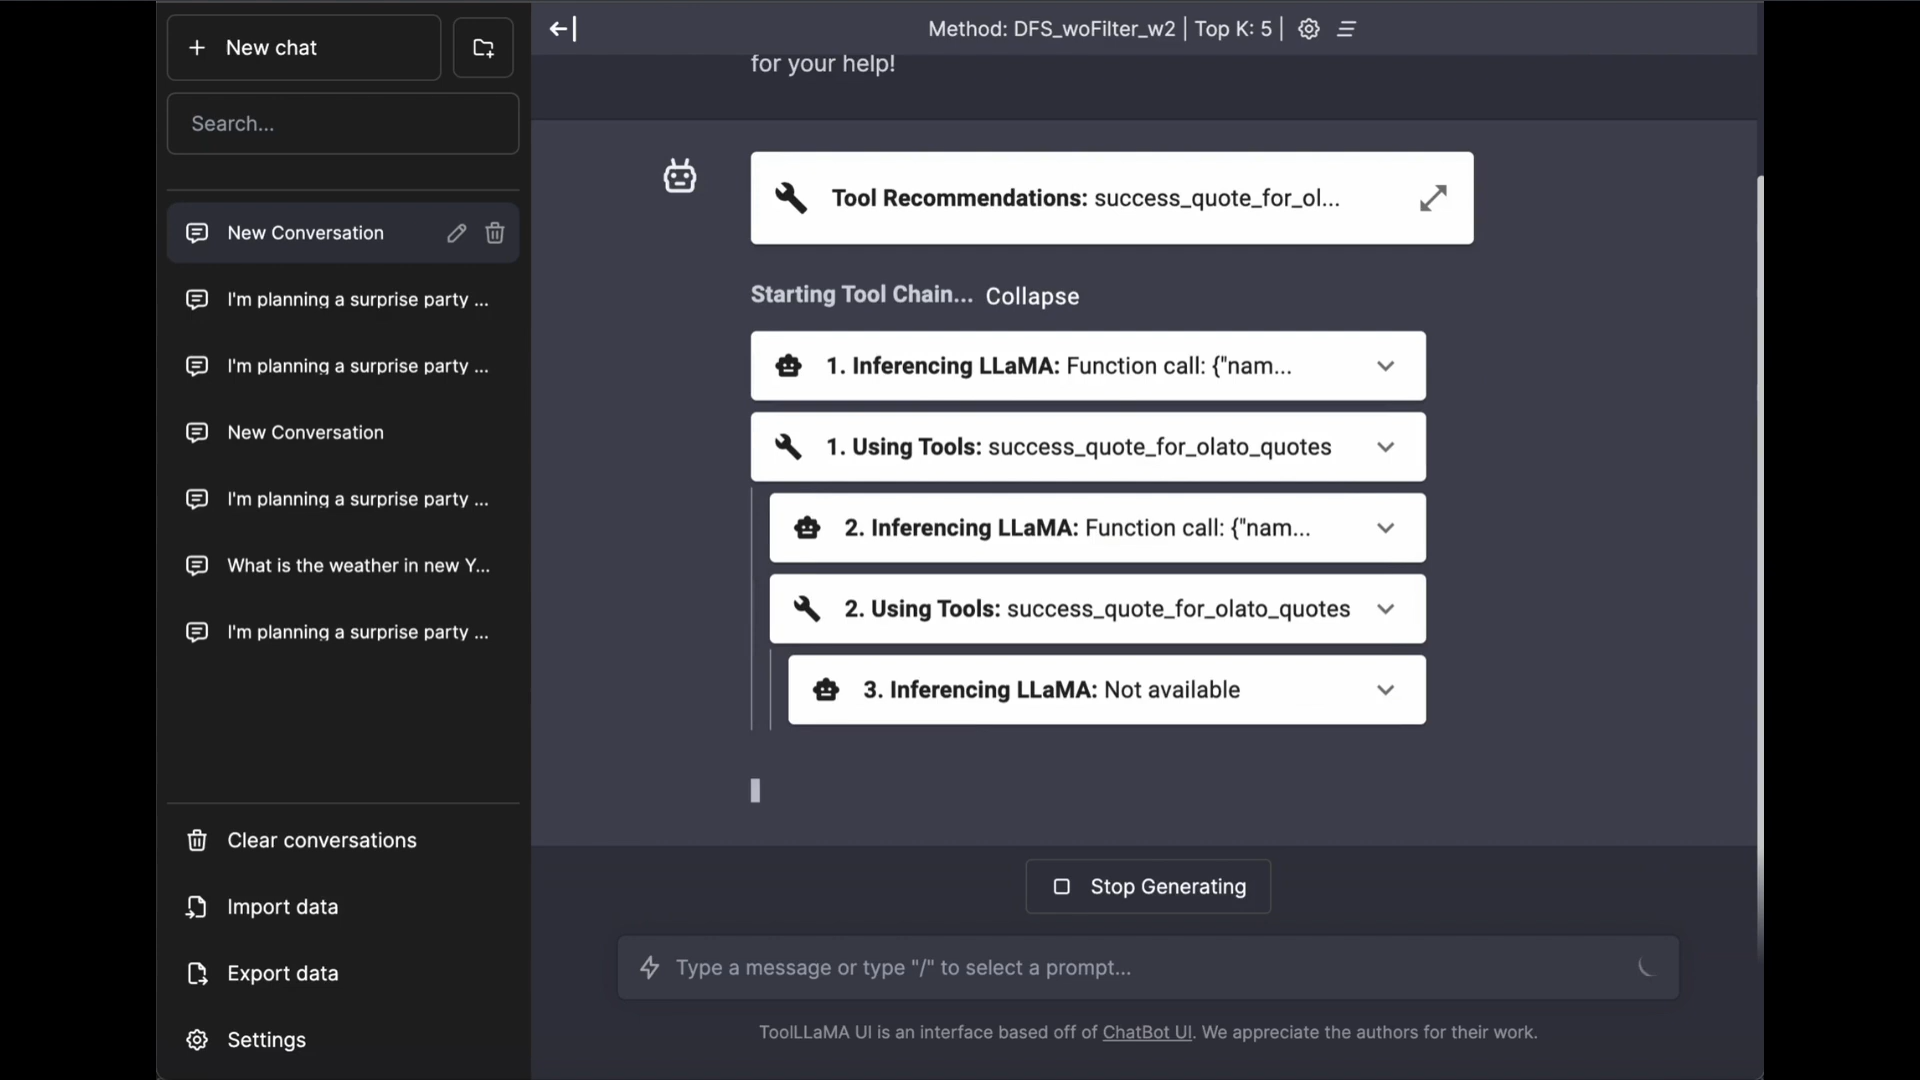 New chat
Search...
New Conversation
I'm planning a surprise party ...
I'm planning a surprise party ...
New Conversation
I'm planning a surprise party ...
What is the weather in new Y...
I'm planning a surprise party ...
Clear conversations
Import data
Export data
Settings
Method: DFS_woFilter_w2 | Top K: 5 |
for your help!
Tool Recommendations: success_quote_for_ol...
Starting Tool Chain... Collapse
1. Inferencing LLaMA: Function call: {"nam...
1. Using Tools: success_quote_for_olato_quotes
2. Inferencing LLaMA: Function call: {"nam...
2. Using Tools: success_quote_for_olato_quotes
3. Inferencing LLaMA: Not available
Stop Generating
Type a message or type "/" to select a prompt...
ToolLLaMA UI is an interface based off of ChatBot UI. We appreciate the authors for their work.